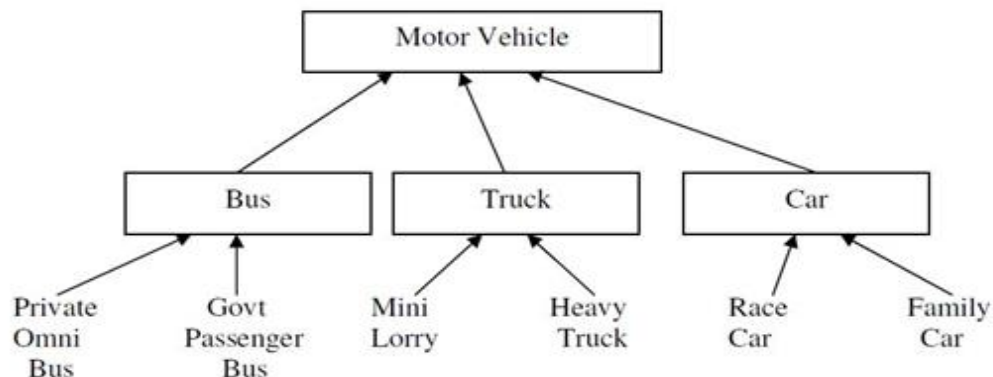 Motor Vehicle
Bus
Truck
Car
Private
Omni
Bus
Govt
Passenger
Bus
Mini
Lorry
Heavy
Truck
Race
Car
Family
Car